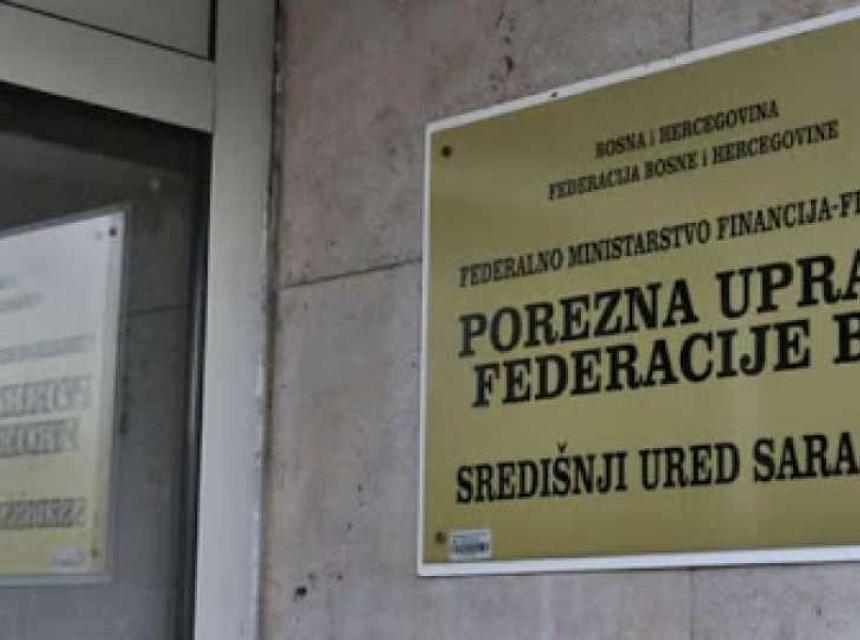 BOSNA i HERCEGOVINA
FEDERACIJA BOSNE i HERCEGOVINE
FEDERALNO MINISTARSTVO FINANCIJA-FI
POREZNA UPRA
FEDERACIJE B
SREDIŠNJI URED SARA